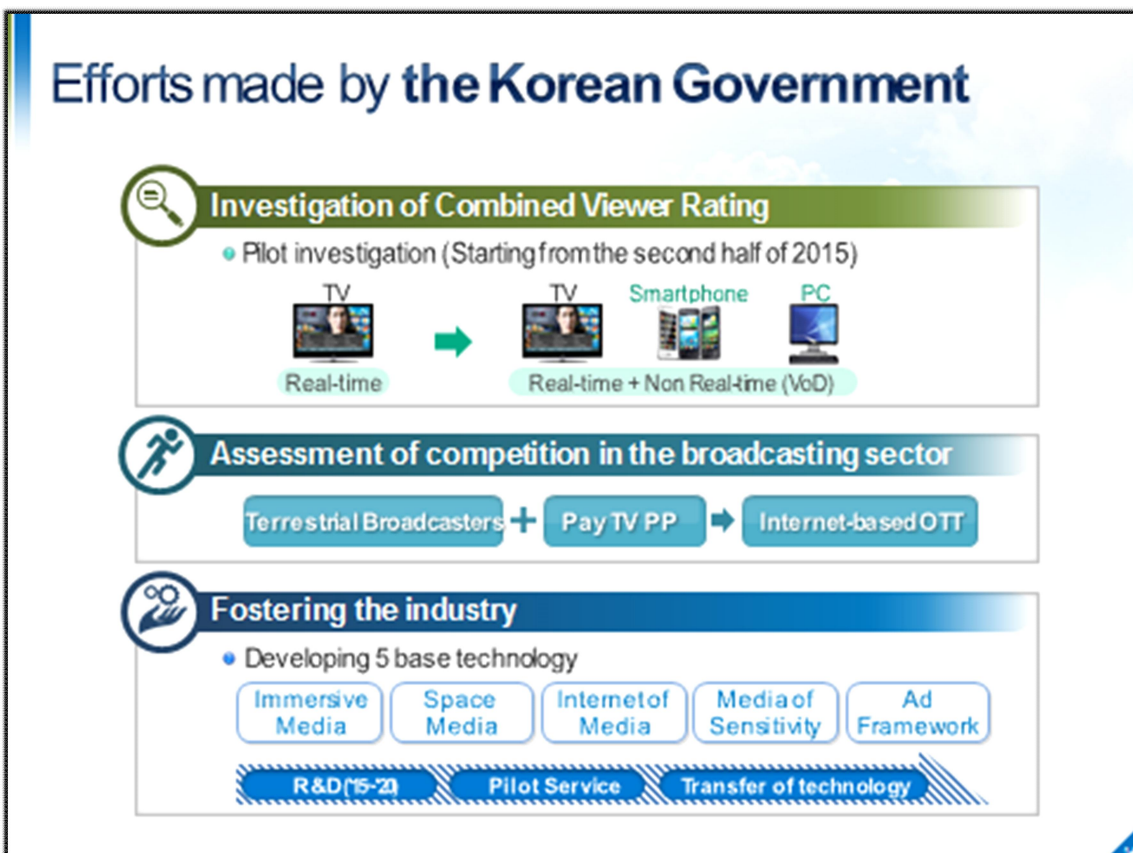 Efforts made by the Korean Government
Investigation of Combined Viewer Rating
Pilot investigation (Starting from the second half of 2015)
TV
TV Smartphone PC
Real-time
Real-time + Non Real-time (VoD)
Assessment of competition in the broadcasting sector
Terrestrial Broadcasters + Pay TV PP Internet-based OTT
Fostering the industry
Developing 5 base technology
Immersive Media
Space Media
Internet of Media
Media of Sensitivity
Ad Framework
R&D('15-'20) Pilot Service Transfer of technology